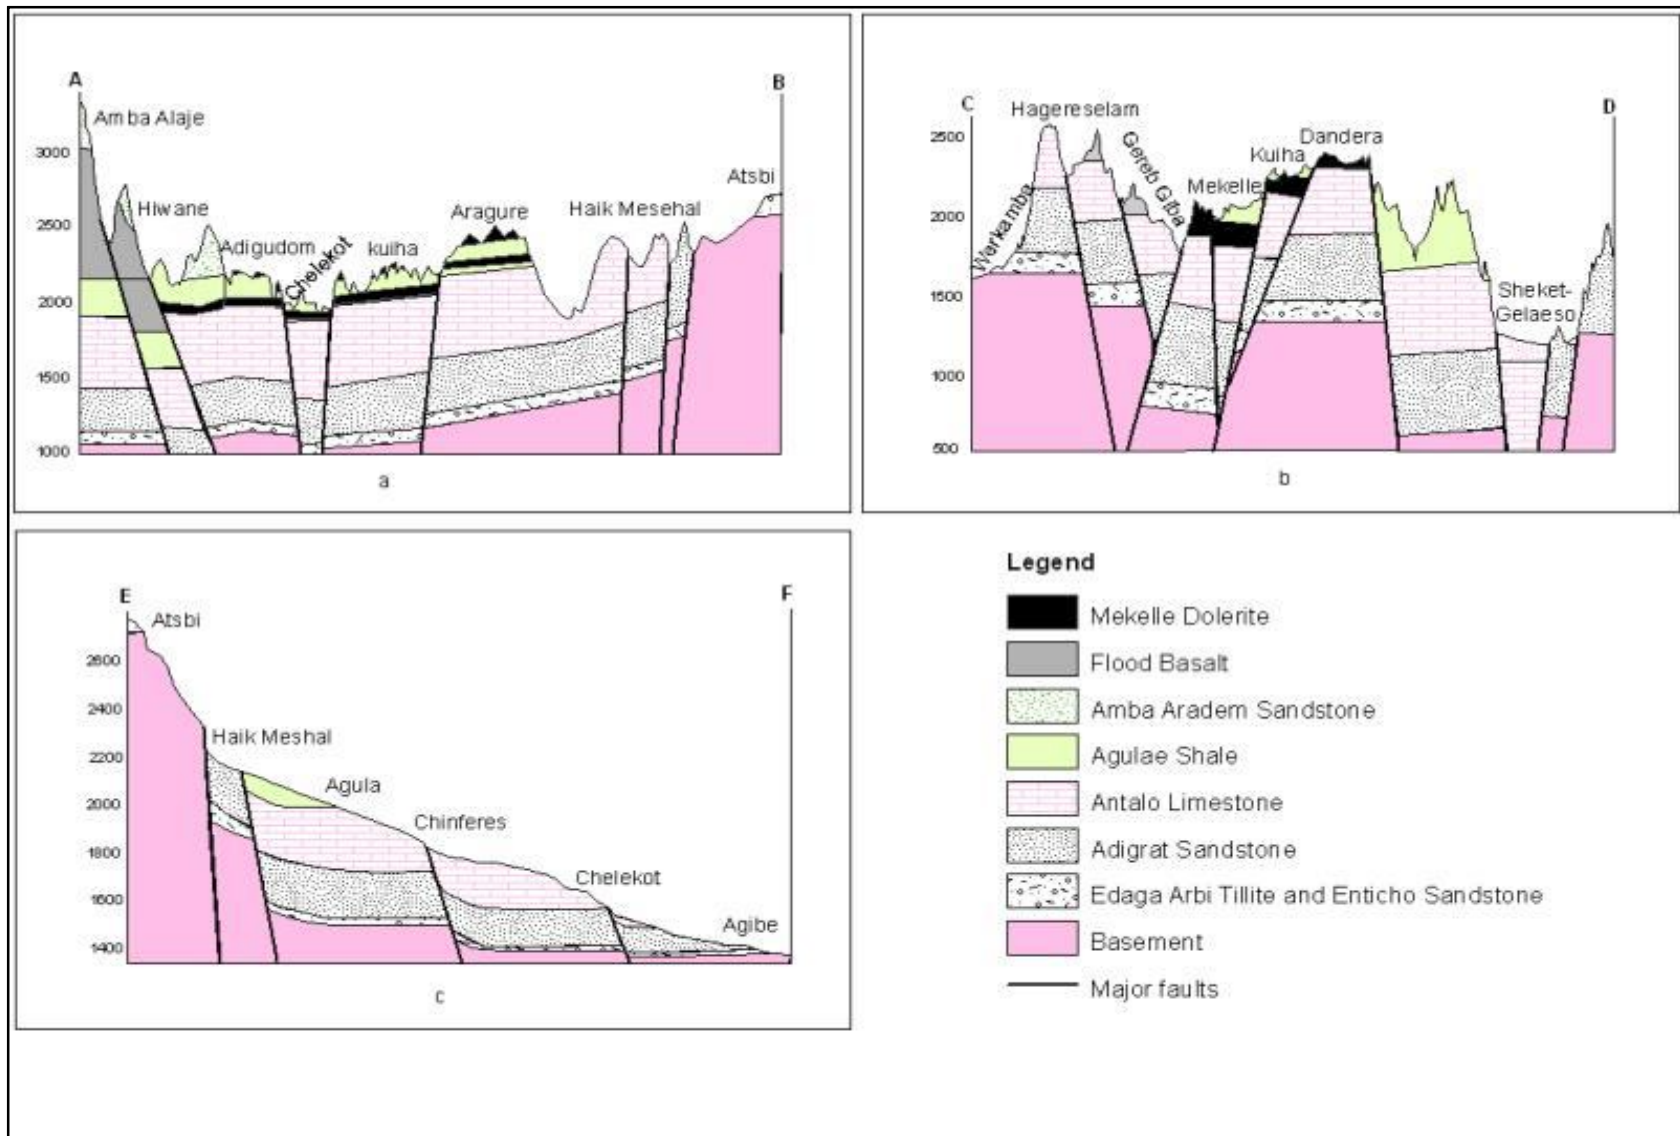 A
B
Amba Alaje
3000
Atsbi
2500
Hiwane
Aragure
Haik Mesehal
Adigudom
kuiha
Chelekot
2000
1500
1000
a
C
D
Hagereselam
2500
Dandera
Kuiha
Gereb Giba
Mekelle
2000
Werkamba
1500
Sheket-
Gelaeso
1000
500
b
E
F
Atsbi
2600
2400
Haik Meshal
2200
Agula
2000
Chinferes
1800
Chelekot
1600
Agibe
1400
c
Legend
Mekelle Dolerite
Flood Basalt
Amba Aradem Sandstone
Agulae Shale
Antalo Limestone
Adigrat Sandstone
Edaga Arbi Tillite and Enticho Sandstone
Basement
Major faults